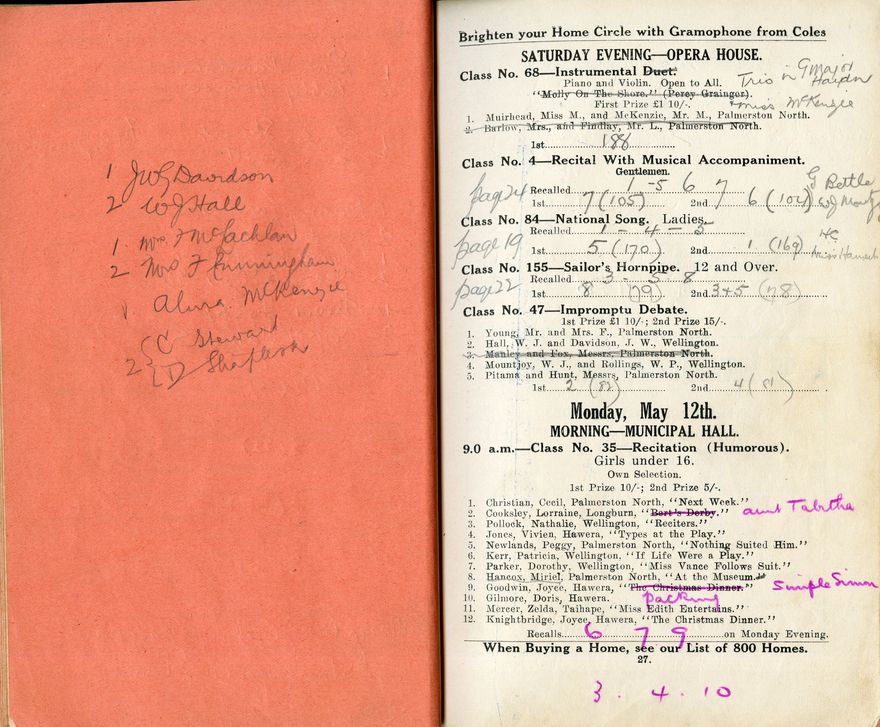 1 JWG Davidson
2 WJ Hall
1 Mrs F McLachlan
2 Mrs F Cunningham
1 Alma McKenzie
2 SC Steward
LD Shaplesk
Brighten your Home Circle with Gramophone from Coles
SATURDAY EVENING—OPERA HOUSE.
Class No. 68—Instrumental Duet. Trio in G Major Haydn
Piano and Violin. Open to All.
"Molly On The Shore." (Percy Grainger). + Miss McKenzie
First Prize £1 10/-.
1. Muirhead, Miss M., and McKenzie, Mr. M., Palmerston North.
2. Barlow, Mrs., and Findlay, Mr. L., Palmerston North.
1st 188
Class No. 4—Recital With Musical Accompaniment.
Gentlemen.
page 24 Recalled 1 - 5 6 7 G Bettle
1st 7 (105) 2nd 6 (104) WJ
Class No. 84—National Song. Ladies.
Recalled 1 - 4 - 5 HC
page 19 1st 5 (170) 2nd 1 (169) Miss
Class No. 155—Sailor's Hornpipe. 12 and Over.
Recalled 3 - 5 8
page 22 1st 8 (79) 2nd 3+5 (78)
Class No. 47—Impromptu Debate.
1st Prize £1 10/-; 2nd Prize 15/-.
1. Young, Mr. and Mrs. F., Palmerston North.
2. Hall, W. J. and Davidson, J. W., Wellington.
3. Manley and Fox, Messrs, Palmerston North.
4. Mountjoy, W. J., and Rollings, W. P., Wellington.
5. Pitama and Hunt, Messrs, Palmerston North.
1st 2 (82) 2nd 4 (81)
Monday, May 12th.
MORNING—MUNICIPAL HALL.
9.0 a.m.—Class No. 35—Recitation (Humorous).
Girls under 16.
Own Selection.
1st Prize 10/-; 2nd Prize 5/-.
1. Christian, Cecil, Palmerston North, "Next Week."
2. Cooksley, Lorraine, Longburn, "Bert's Derby." aunt Tabitha
3. Pollock, Nathalie, Wellington, "Reciters."
4. Jones, Vivien, Hawera, "Types at the Play."
5. Newlands, Peggy, Palmerston North, "Nothing Suited Him."
6. Kerr, Patricia, Wellington, "If Life Were a Play."
7. Parker, Dorothy, Wellington, "Miss Vance Follows Suit."
8. Hancox, Miriel, Palmerston North, "At the Museum."
9. Goodwin, Joyce, Hawera, "The Christmas Dinner." Simple Simon
10. Gilmore, Doris, Hawera. Packing
11. Mercer, Zelda, Taihape, "Miss Edith Entertains."
12. Knightbridge, Joyce, Hawera, "The Christmas Dinner."
Recalls 6 7 9 on Monday Evening.
When Buying a Home, see our List of 800 Homes.
27.
3 . 4 . 10